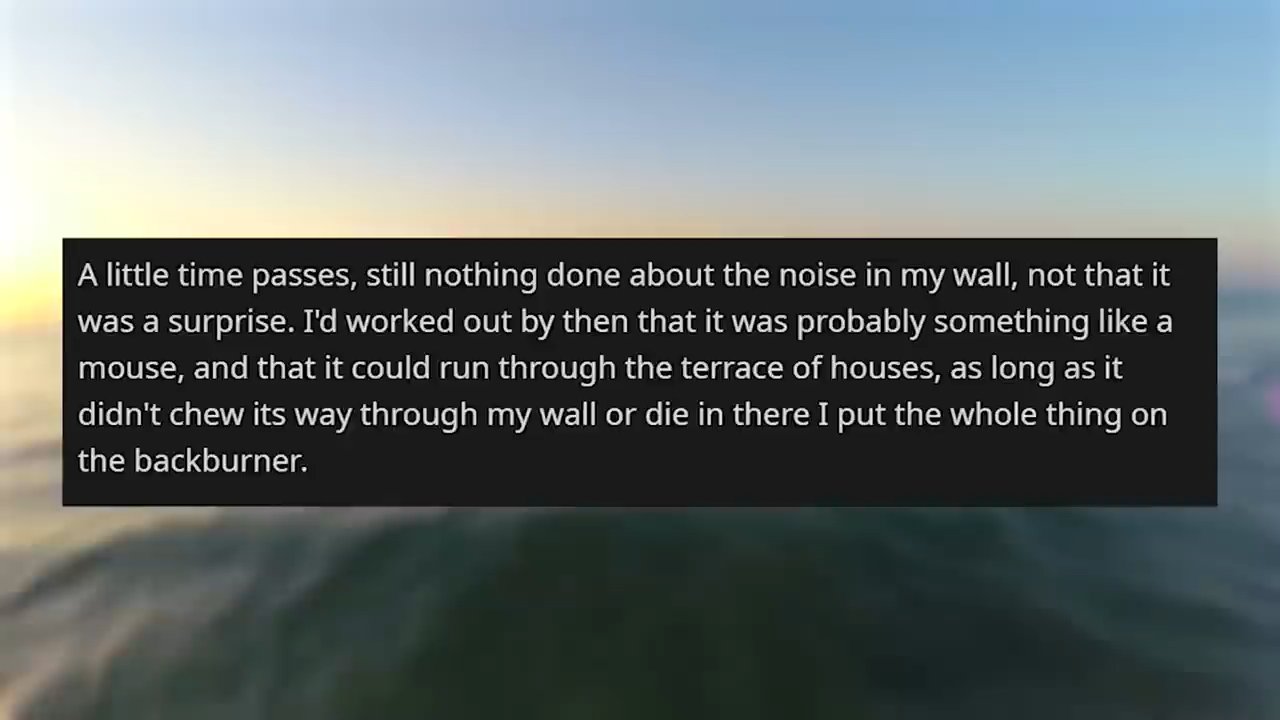 A little time passes, still nothing done about the noise in my wall, not that it
was a surprise. I'd worked out by then that it was probably something like a
mouse, and that it could run through the terrace of houses, as long as it
didn't chew its way through my wall or die in there I put the whole thing on
the backburner.